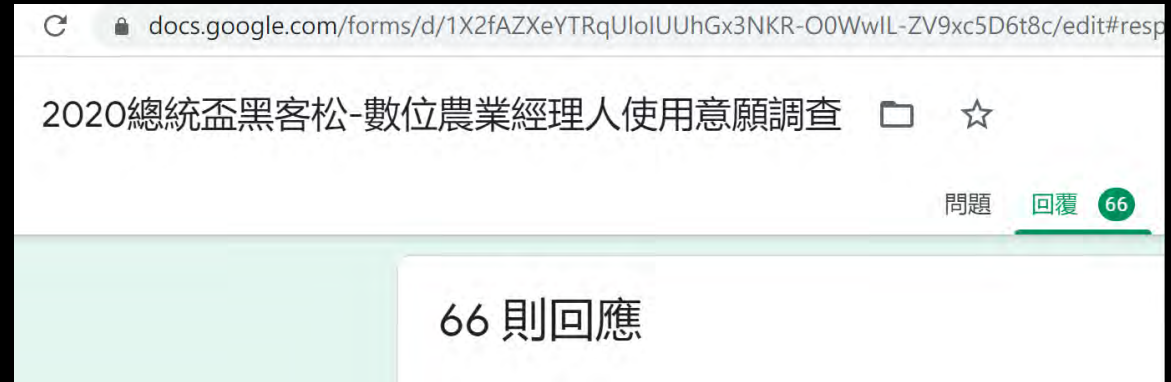 docs.google.com/forms/d/1X2fAZXeYTRqUIoIUUhGx3NKR-O0WwIL-ZV9xc5D6t8c/edit#resp
2020總統盃黑客松-數位農業經理人使用意願調查
問題 回覆 66
66 則回應